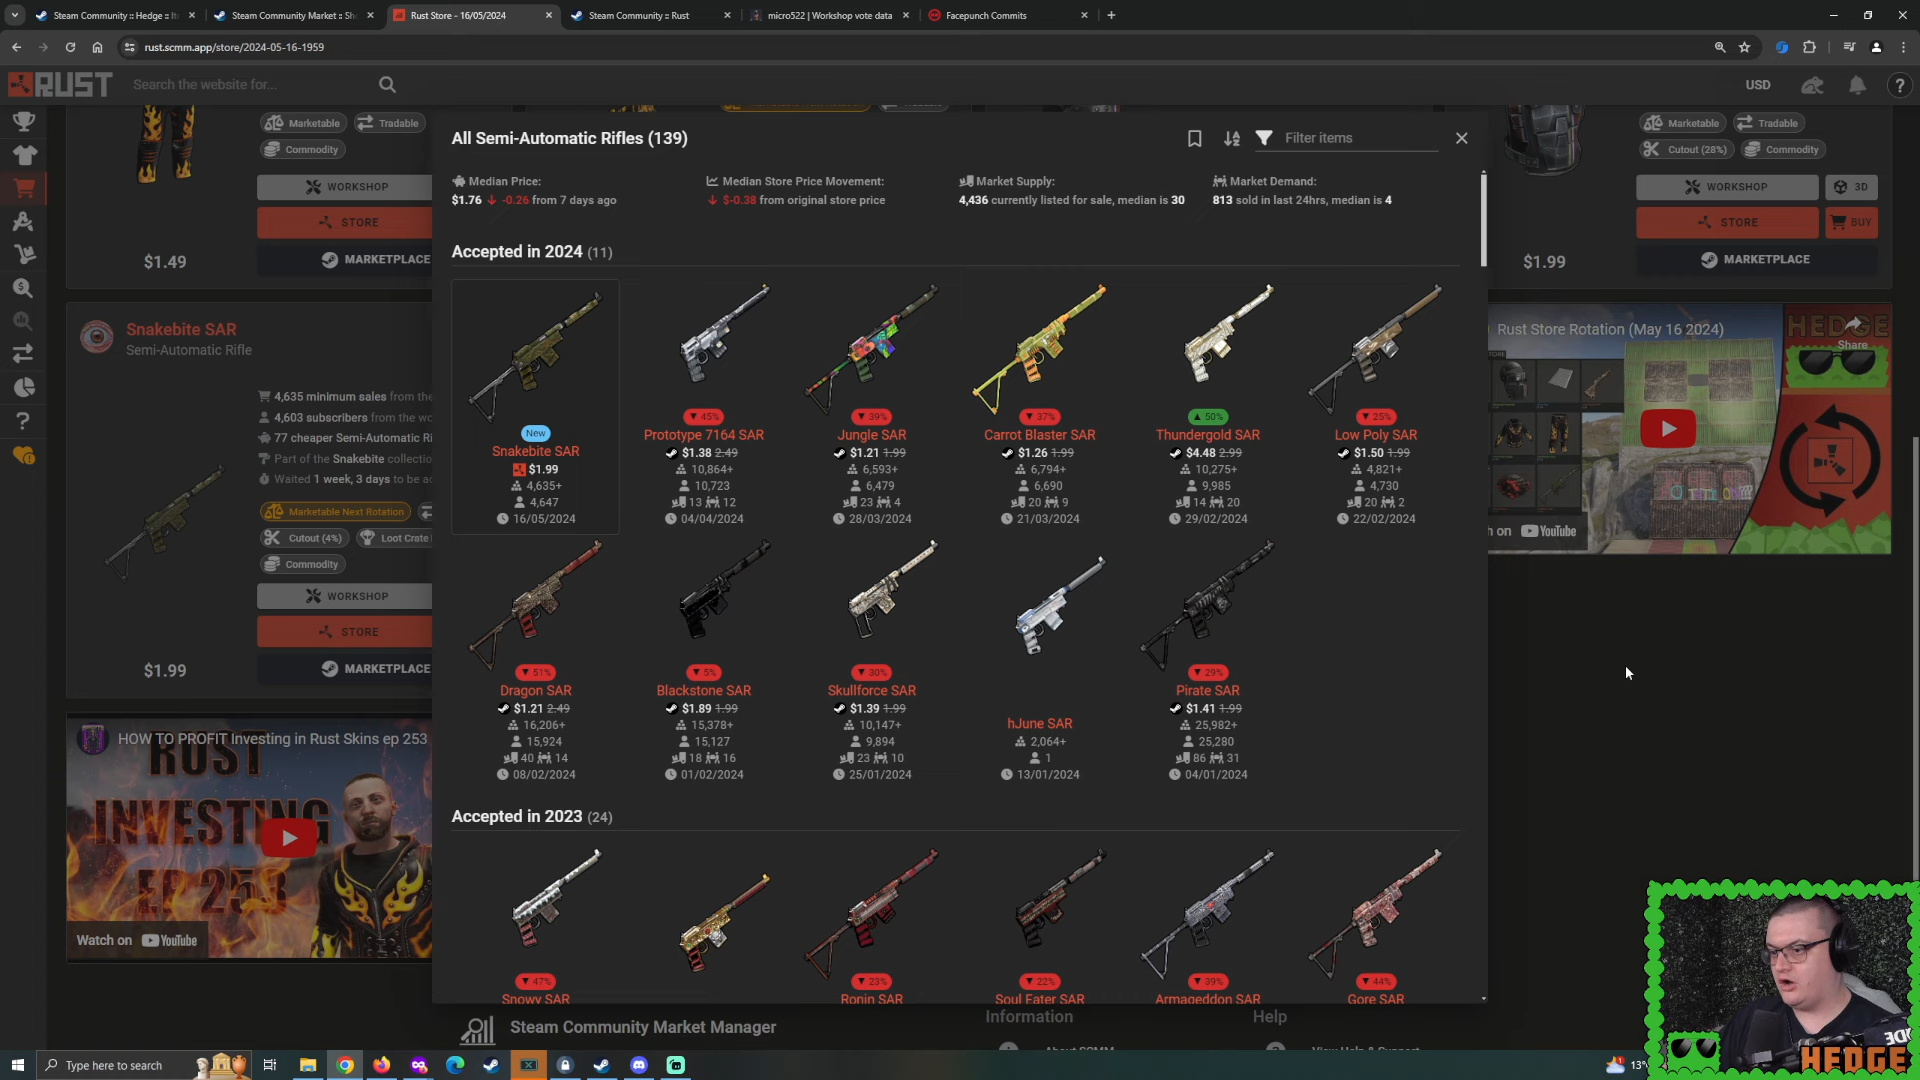 Steam Community :: Hedge :: It
Steam Community Market :: Sh
Rust Store - 16/05/2024
Steam Community :: Rust
micro522 | Workshop vote data
Facepunch Commits
rust.scmm.app/store/2024-05-16-1959
RUST
Search the website for...
USD
Marketable
Tradable
Commodity
WORKSHOP
STORE
$1.49
MARKETPLACE
Snakebite SAR
Semi-Automatic Rifle
4,635 minimum sales from the
4,603 subscribers from the wo
77 cheaper Semi-Automatic Ri
Part of the Snakebite collectio
Waited 1 week, 3 days to be ac
Marketable Next Rotation
Cutout (4%)
Loot Crate
Commodity
WORKSHOP
STORE
$1.99
MARKETPLACE
HOW TO PROFIT Investing in Rust Skins ep 253
RUST
INVESTING
EP 253
Watch on YouTube
All Semi-Automatic Rifles (139)
Filter items
Median Price:
$1.76 -0.26 from 7 days ago
Median Store Price Movement:
$-0.38 from original store price
Market Supply:
4,436 currently listed for sale, median is 30
Market Demand:
813 sold in last 24hrs, median is 4
Accepted in 2024 (11)
New
Snakebite SAR
$1.99
4,635+
4,647
16/05/2024
45%
Prototype 7164 SAR
$1.38 2.49
10,864+
10,723
13 12
04/04/2024
39%
Jungle SAR
$1.21 1.99
6,593+
6,479
23 4
28/03/2024
37%
Carrot Blaster SAR
$1.26 1.99
6,794+
6,690
20 9
21/03/2024
50%
Thundergold SAR
$4.48 2.99
10,275+
9,985
14 20
29/02/2024
25%
Low Poly SAR
$1.50 1.99
4,821+
4,730
20 2
22/02/2024
51%
Dragon SAR
$1.21 2.49
16,206+
15,924
40 14
08/02/2024
5%
Blackstone SAR
$1.89 1.99
15,378+
15,127
18 16
01/02/2024
30%
Skullforce SAR
$1.39 1.99
10,147+
9,894
23 10
25/01/2024
hJune SAR
2,064+
1
13/01/2024
29%
Pirate SAR
$1.41 1.99
25,982+
25,280
86 31
04/01/2024
Accepted in 2023 (24)
47%
Snowy SAR
23%
Ronin SAR
22%
Soul Eater SAR
39%
Armageddon SAR
44%
Gore SAR
Marketable
Tradable
Cutout (28%)
Commodity
WORKSHOP
3D
STORE
BUY
$1.99
MARKETPLACE
Rust Store Rotation (May 16 2024)
HEDGE
Share
h on YouTube
Steam Community Market Manager
Information
Help
Type here to search
13°
HEDGE